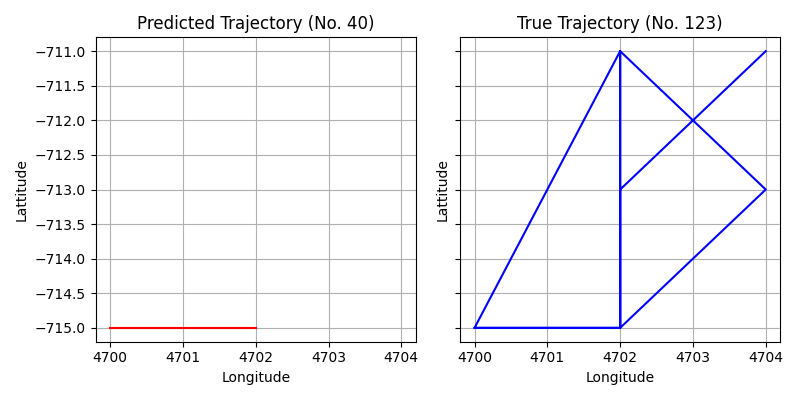 Predicted Trajectory (No. 40)
−711.0
−711.5
−712.0
−712.5
−713.0
−713.5
−714.0
−714.5
−715.0
Lattitude
4700 4701 4702 4703 4704
Longitude
True Trajectory (No. 123)
Lattitude
4700 4701 4702 4703 4704
Longitude